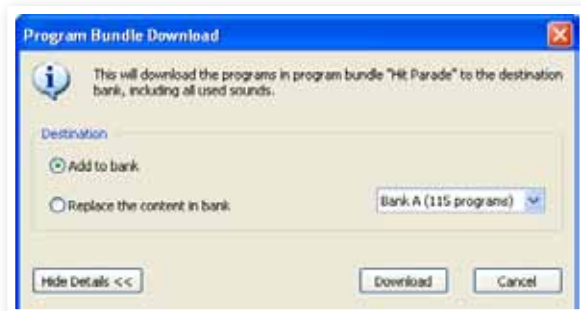 Program Bundle Download
This will download the programs in program bundle "Hit Parade" to the destination
bank, including all used sounds.
Destination
Add to bank
Replace the content in bank
Bank A (115 programs)
Hide Details <<
Download
Cancel